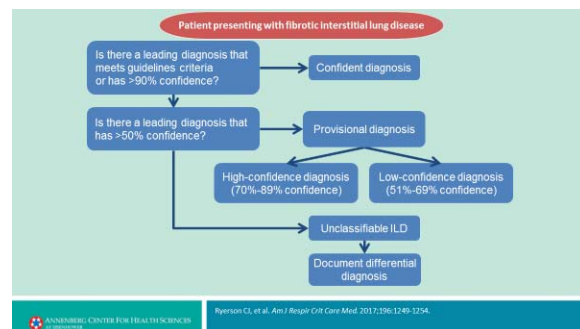 Patient presenting with fibrotic interstitial lung disease
Is there a leading diagnosis that
meets guidelines criteria
or has >90% confidence?
Confident diagnosis
Is there a leading diagnosis that
has >50% confidence?
Provisional diagnosis
High-confidence diagnosis
(70%-89% confidence)
Low-confidence diagnosis
(51%-69% confidence)
Unclassifiable ILD
Document differential
diagnosis
Ryerson CJ, et al. Am J Respir Crit Care Med. 2017;196:1249-1254.
ANNENBERG CENTER FOR HEALTH SCIENCES
AT EISENHOWER